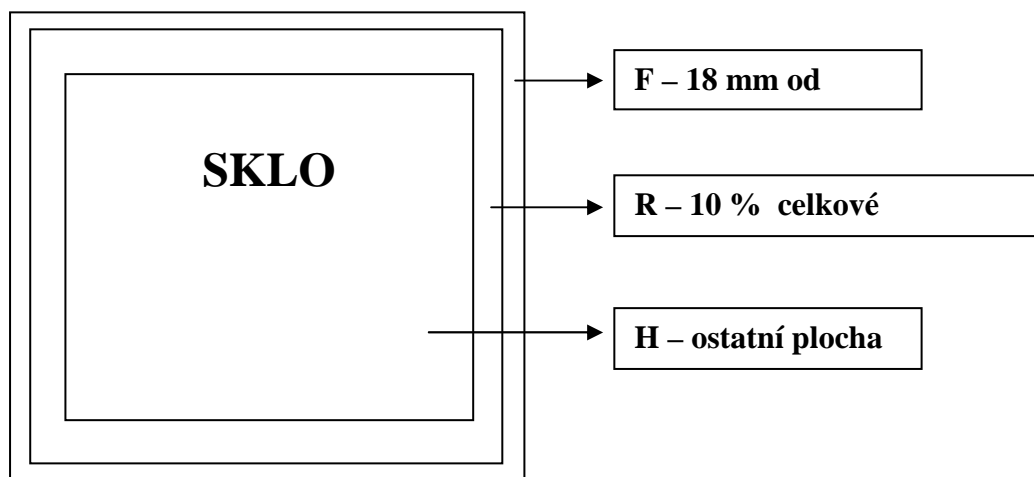 F – 18 mm od
SKLO
R – 10 % celkové
H – ostatní plocha